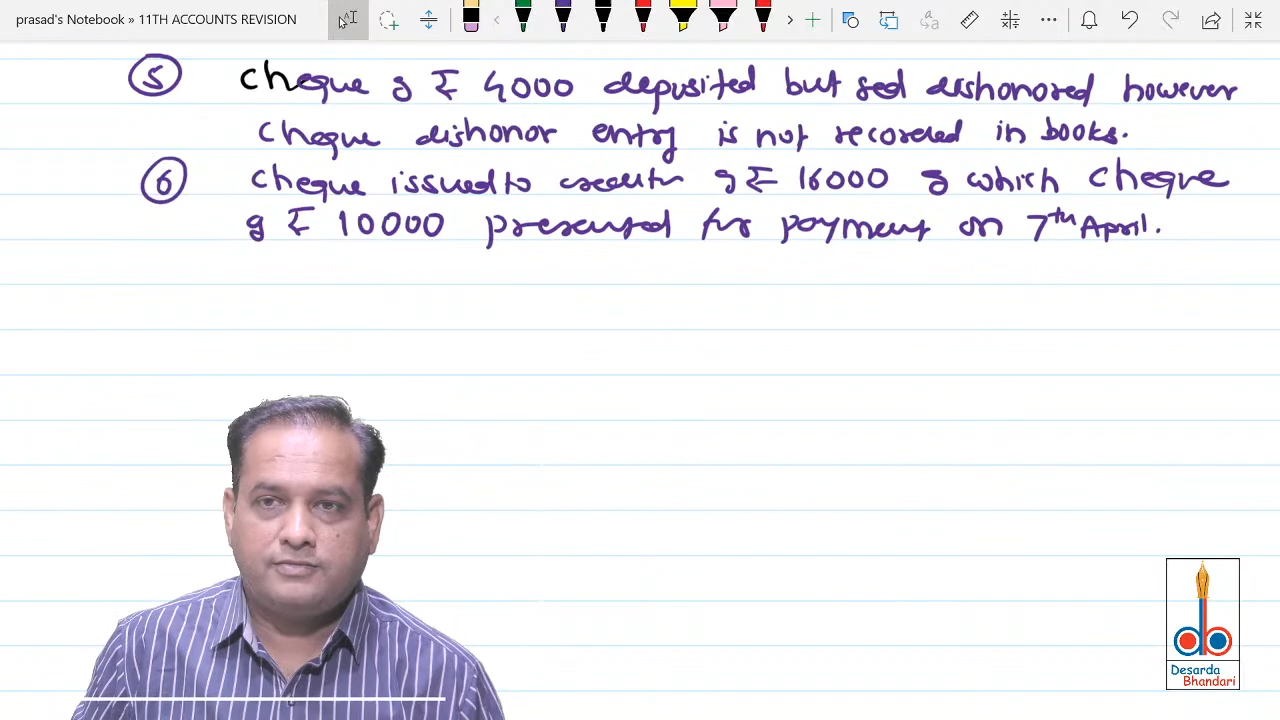 prasad's Notebook » 11TH ACCOUNTS REVISION
5 cheque of ₹ 4000 deposited but dishonored however
cheque dishonor entry is not recorded in books.
6 cheque issued to of ₹ 16000 of which cheque
of ₹ 10000 presented for payment on 7th April.
Desarda
Bhandari